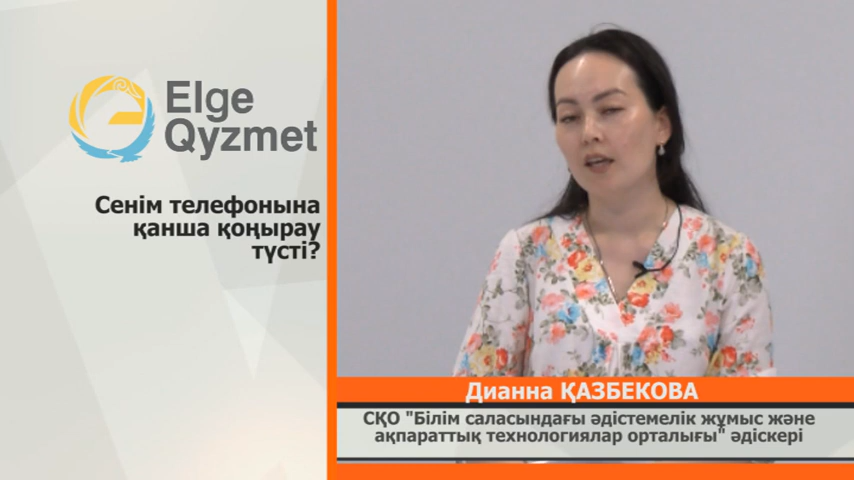 Elge
Qyzmet
Сенім телефонына
қанша қоңырау
түсті?
Дианна ҚАЗБЕКОВА
СҚО "Білім саласындағы әдістемелік жұмыс және
ақпараттық технологиялар орталығы" әдіскері